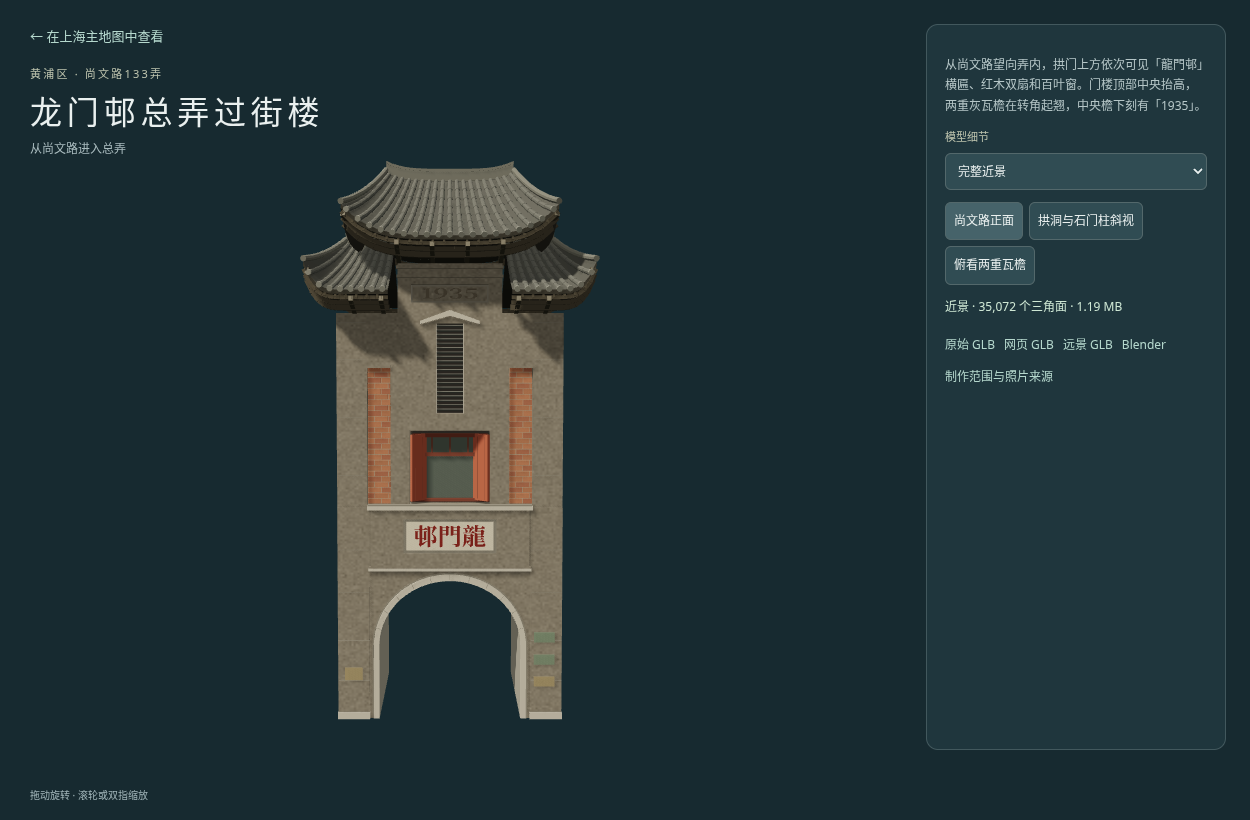 ← 在上海主地图中查看
黄浦区 · 尚文路133弄
龙门邨总弄过街楼
从尚文路进入总弄
1935
邨門龍
拖动旋转 · 滚轮或双指缩放
从尚文路望向弄内，拱门上方依次可见「龍門邨」
横匾、红木双扇和百叶窗。门楼顶部中央抬高，
两重灰瓦檐在转角起翘，中央檐下刻有「1935」。
模型细节
完整近景
尚文路正面
拱洞与石门柱斜视
俯看两重瓦檐
近景 · 35,072 个三角面 · 1.19 MB
原始 GLB 网页 GLB 远景 GLB Blender
制作范围与照片来源